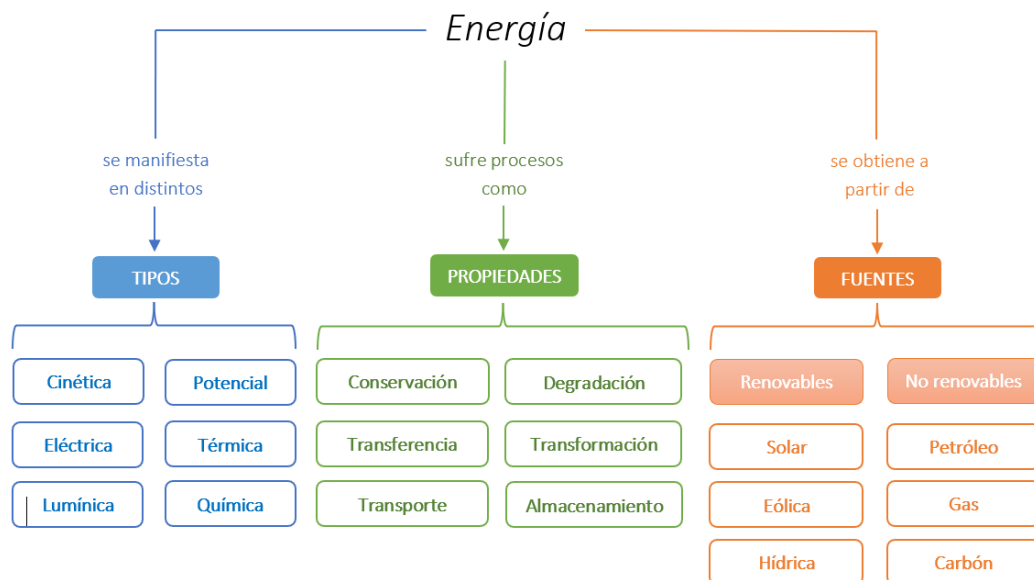 Energía
se manifiesta
en distintos
sufre procesos
como
se obtiene a
partir de
TIPOS
PROPIEDADES
FUENTES
Cinética
Potencial
Conservación
Degradación
Renovables
No renovables
Eléctrica
Térmica
Transferencia
Transformación
Solar
Petróleo
Lumínica
Química
Transporte
Almacenamiento
Eólica
Gas
Hídrica
Carbón